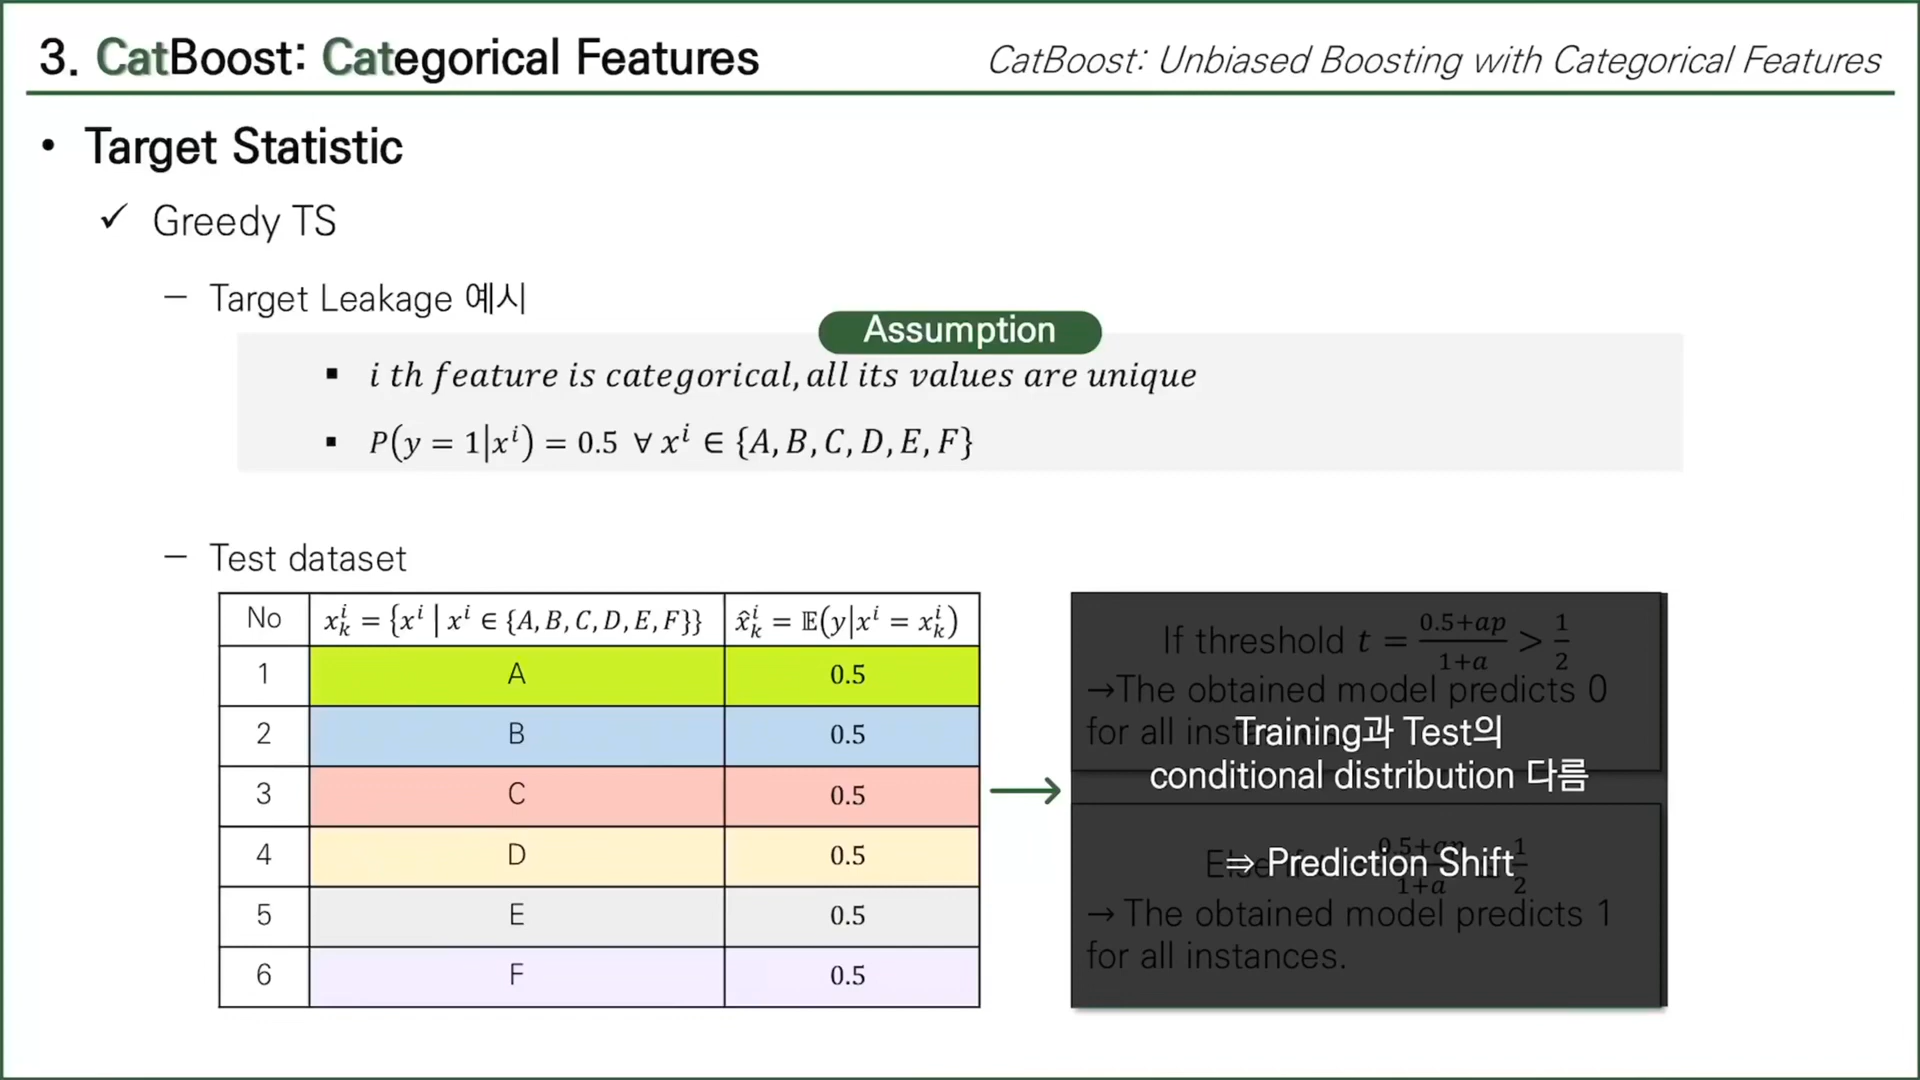 3. CatBoost: Categorical Features
CatBoost: Unbiased Boosting with Categorical Features
• Target Statistic
✓ Greedy TS
– Target Leakage 예시
Assumption
▪ i th feature is categorical, all its values are unique
▪ P(y = 1|x^i) = 0.5 ∀ x^i ∈ {A, B, C, D, E, F}
– Test dataset
No x_k^i = {x^i | x^i ∈ {A, B, C, D, E, F}} x̂_k^i = 𝔼(y|x^i = x_k^i)
1 A 0.5
2 B 0.5
3 C 0.5
4 D 0.5
5 E 0.5
6 F 0.5
If threshold t = (0.5+ap)/(1+a) > 1/2
→The obtained model predicts 0
for all
Training과 Test의
conditional distribution 다름
⇒ Prediction Shift
→ The obtained model predicts 1
for all instances.